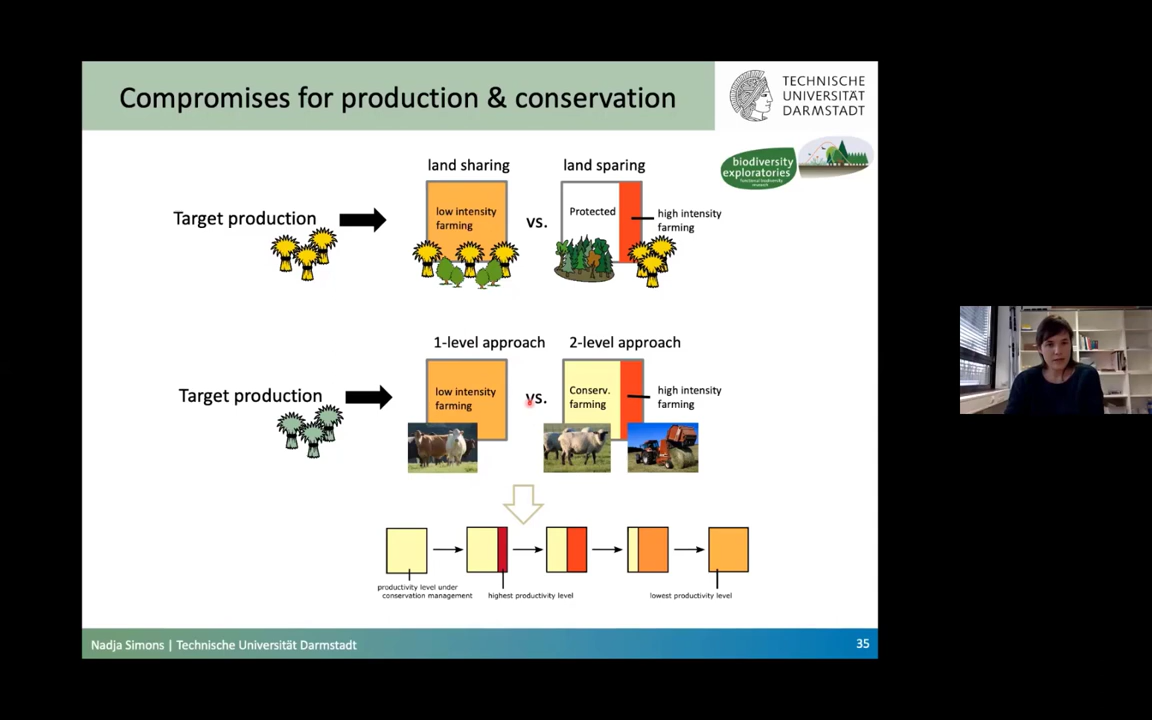 Compromises for production & conservation
TECHNISCHE
UNIVERSITÄT
DARMSTADT
biodiversity
exploratories
land sharing
land sparing
Target production
low intensity
farming
vs.
Protected
high intensity
farming
1-level approach
2-level approach
Target production
low intensity
farming
vs.
Conserv.
farming
high intensity
farming
productivity level under
conservation management
highest productivity level
lowest productivity level
Nadja Simons | Technische Universität Darmstadt
35